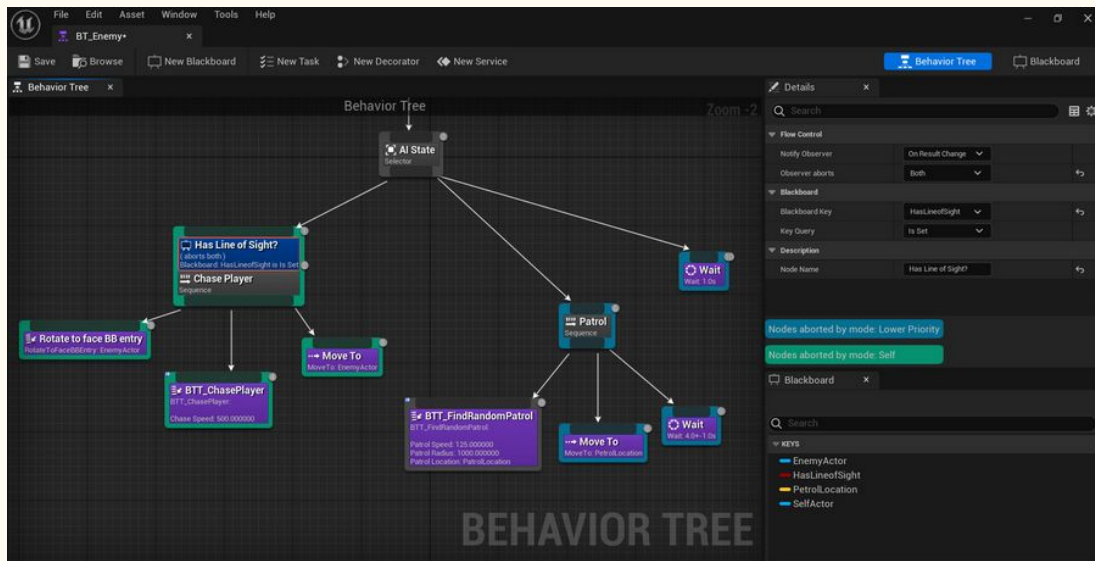 File Edit Asset Window Tools Help
BT_Enemy•
Save Browse New Blackboard New Task New Decorator New Service Behavior Tree Blackboard
Behavior Tree
Behavior Tree
Zoom -2
AI State
Selector
Has Line of Sight?
( aborts both )
Blackboard: HasLineofSight is Is Set
Chase Player
Sequence
Rotate to face BB entry
RotateToFaceBBEntry: EnemyActor
BTT_ChasePlayer
BTT_ChasePlayer:
Chase Speed: 500.000000
Move To
MoveTo: EnemyActor
Patrol
Sequence
BTT_FindRandomPatrol
BTT_FindRandomPatrol:
Patrol Speed: 125.000000
Patrol Radius: 1000.000000
Patrol Location: PatrolLocation
Move To
MoveTo: PetrolLocation
Wait
Wait: 4.0+-1.0s
Wait
Wait: 1.0s
BEHAVIOR TREE
Details
Search
Flow Control
Notify Observer On Result Change
Observer aborts Both
Blackboard
Blackboard Key HasLineofSight
Key Query Is Set
Description
Node Name Has Line of Sight?
Nodes aborted by mode: Lower Priority
Nodes aborted by mode: Self
Blackboard
Search
KEYS
EnemyActor
HasLineofSight
PetrolLocation
SelfActor